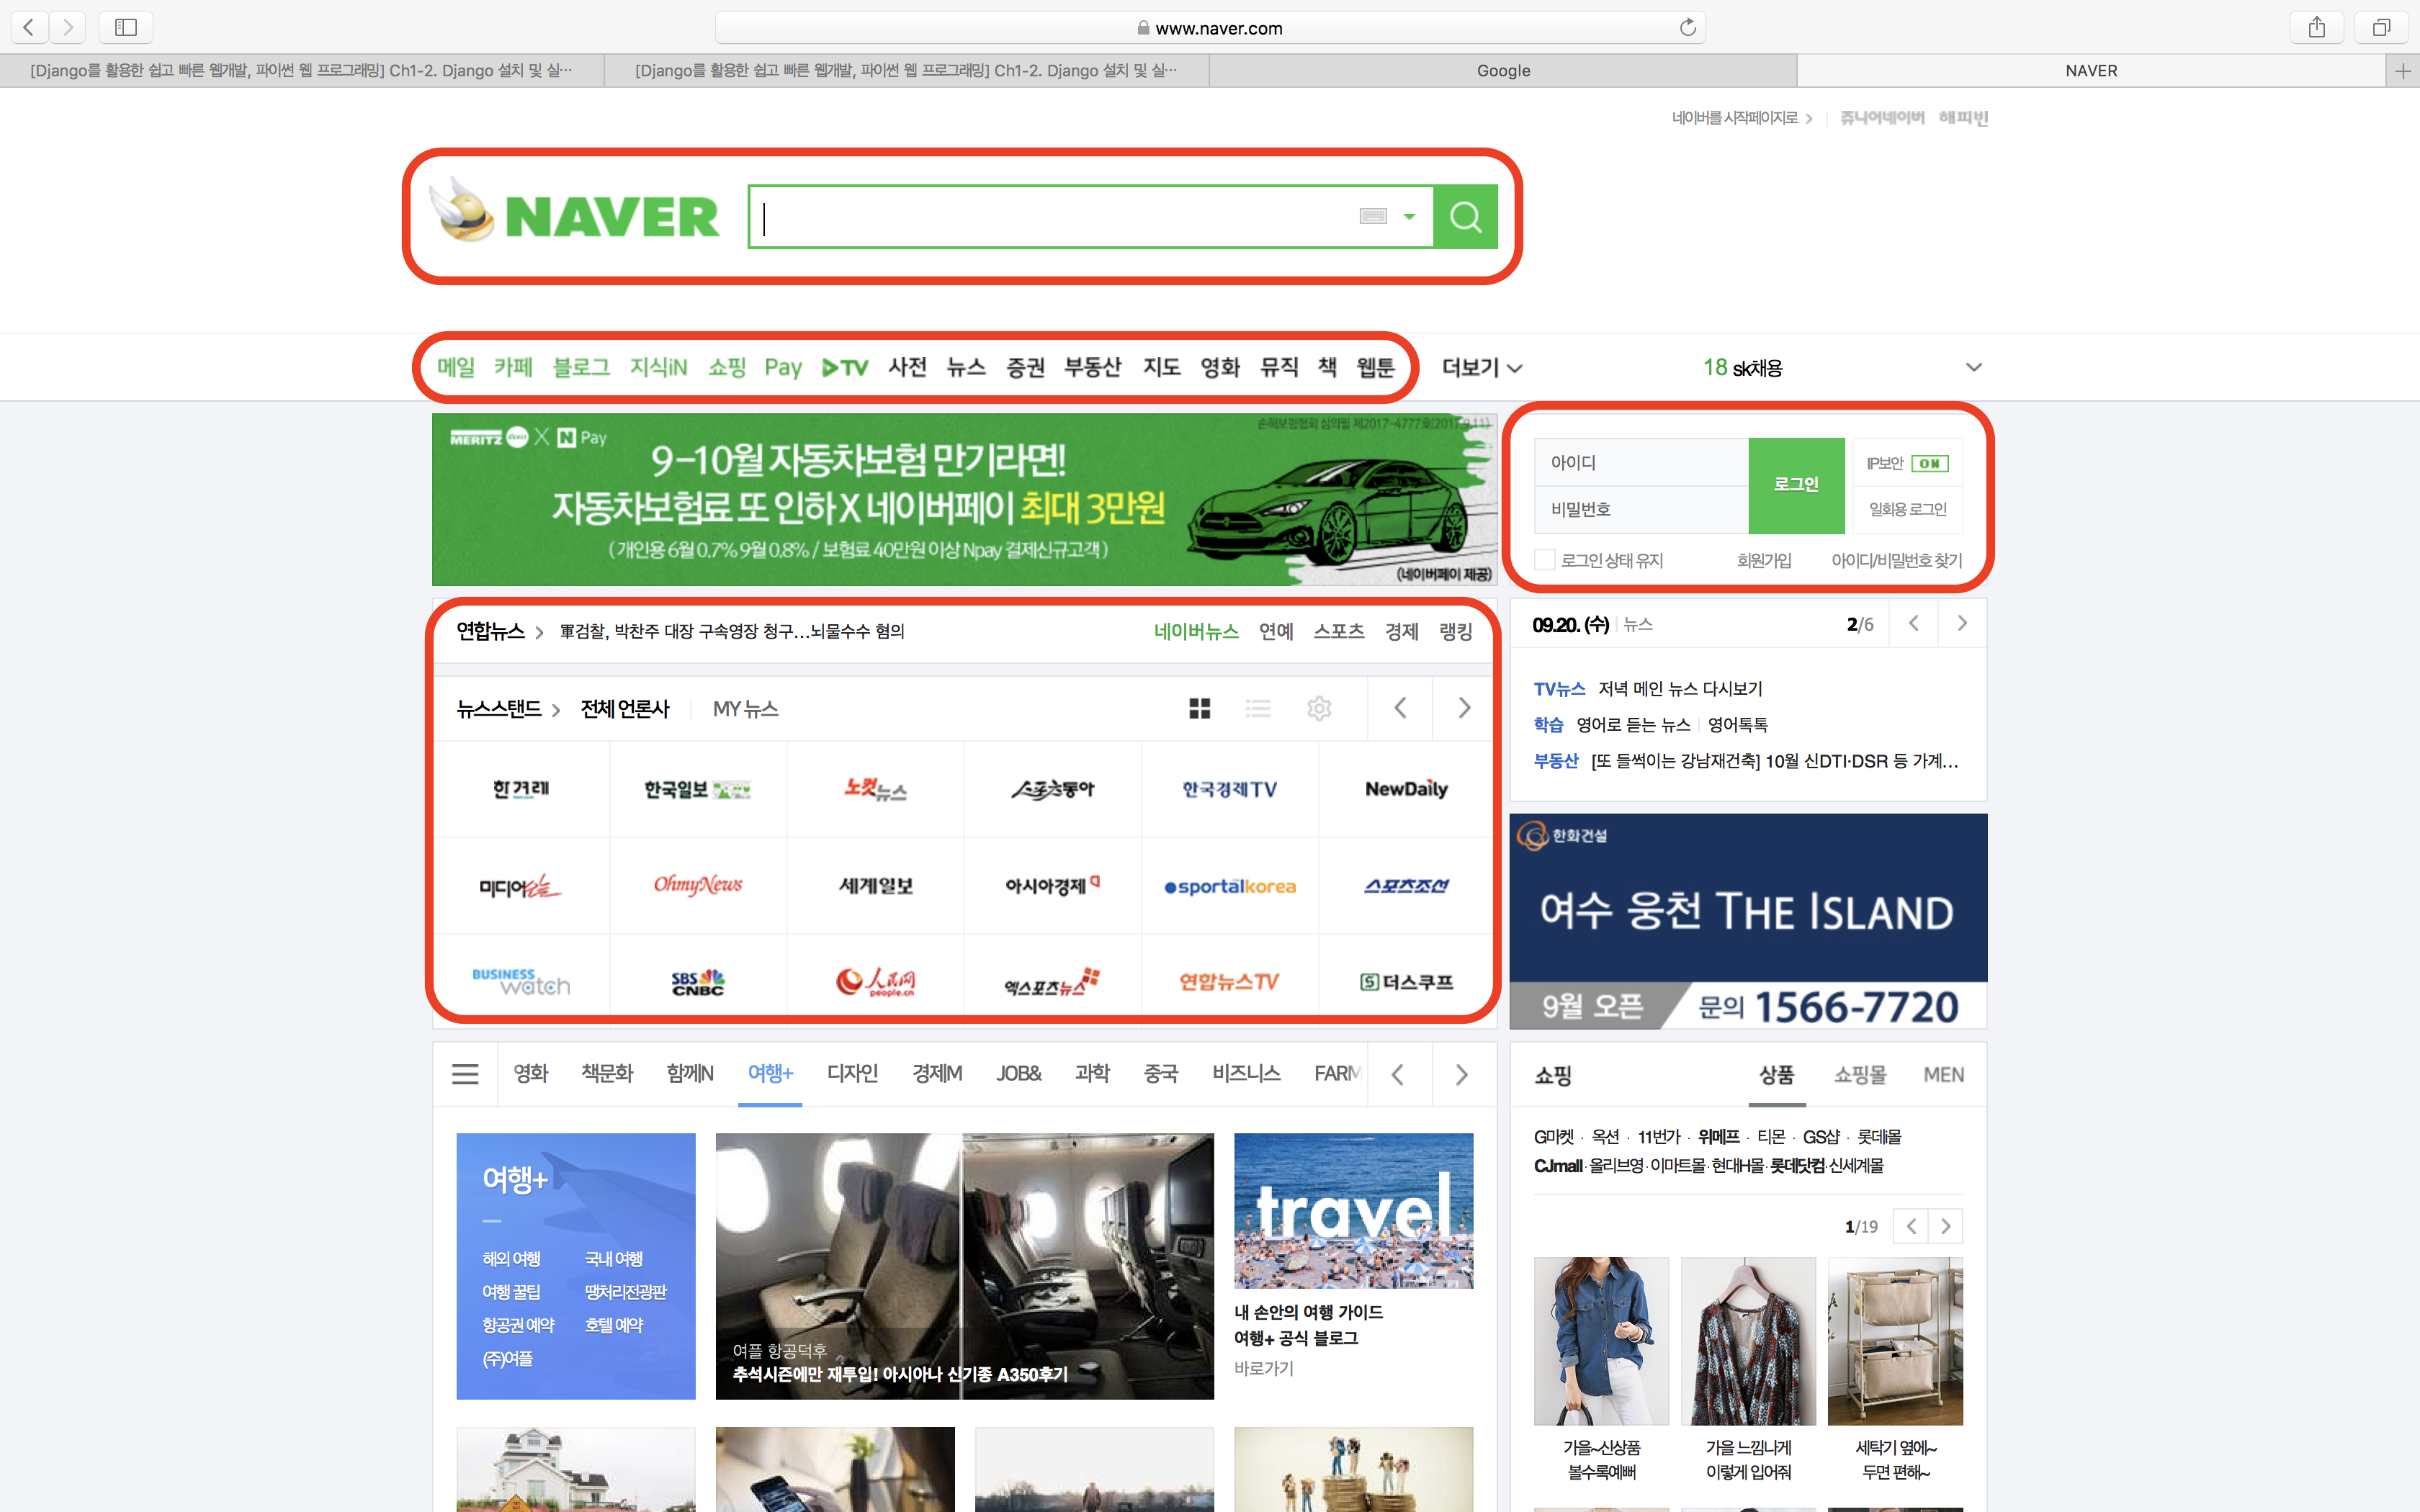 www.naver.com
[Django를 활용한 쉽고 빠른 웹개발, 파이썬 웹 프로그래밍] Ch1-2. Django 설치 및 실…
[Django를 활용한 쉽고 빠른 웹개발, 파이썬 웹 프로그래밍] Ch1-2. Django 설치 및 실…
Google
NAVER
네이버를 시작페이지로
쥬니어네이버 해피빈
NAVER
메일 카페 블로그 지식iN 쇼핑 Pay TV 사전 뉴스 증권 부동산 지도 영화 뮤직 책 웹툰 더보기
18 sk채용
MERITZ direct X N Pay
손해보험협회 심의필 제2017-4777호(2017.9.11)
9-10월 자동차보험 만기라면!
자동차보험료 또 인하 X 네이버페이 최대 3만원
( 개인용 6월 0.7% 9월 0.8% / 보험료 40만원 이상 Npay 결제신규고객 )
(네이버페이 제공)
아이디
비밀번호
로그인
IP보안 ON
일회용 로그인
로그인 상태 유지 회원가입 아이디/비밀번호 찾기
연합뉴스 軍검찰, 박찬주 대장 구속영장 청구…뇌물수수 혐의
네이버뉴스 연예 스포츠 경제 랭킹
뉴스스탠드 전체 언론사 MY 뉴스
한겨레 한국일보 노컷뉴스 스포츠동아 한국경제TV NewDaily
미디어오늘 OhmyNews 세계일보 아시아경제 sportalkorea 스포츠조선
BUSINESS watch SBS CNBC 人民网 people.cn 엑스포츠뉴스 연합뉴스TV 더스쿠프
09.20. (수) 뉴스 2/6
TV뉴스 저녁 메인 뉴스 다시보기
학습 영어로 듣는 뉴스 영어톡톡
부동산 [또 들썩이는 강남재건축] 10월 신DTI·DSR 등 가계…
한화건설
여수 웅천 THE ISLAND
9월 오픈 문의 1566-7720
영화 책문화 함께N 여행+ 디자인 경제M JOB& 과학 중국 비즈니스 FARM
여행+
해외 여행 국내 여행
여행 꿀팁 땡처리전광판
항공권 예약 호텔 예약
(주)여플
여플 항공덕후
추석시즌에만 재투입! 아시아나 신기종 A350후기
travel
내 손안의 여행 가이드
여행+ 공식 블로그
바로가기
쇼핑 상품 쇼핑몰 MEN
G마켓 · 옥션 · 11번가 · 위메프 · 티몬 · GS샵 · 롯데몰
CJmall · 올리브영 · 이마트몰 · 현대H몰 · 롯데닷컴 · 신세계몰
1/19
가을~신상품
볼수록예뻐
가을 느낌나게
이렇게 입어줘
세탁기 옆에~
두면 편해~